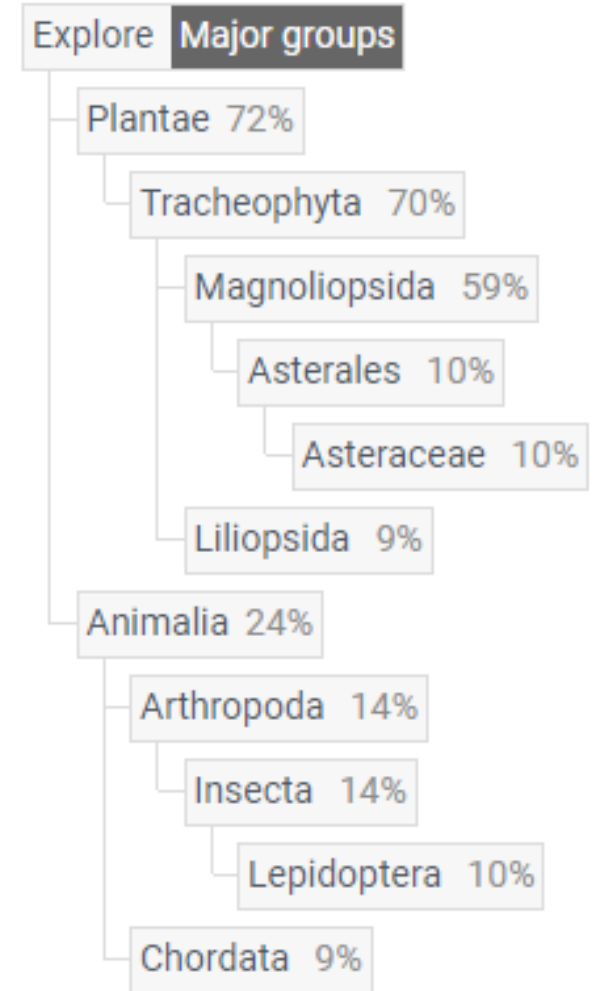 Explore Major groups
Plantae 72%
Tracheophyta 70%
Magnoliopsida 59%
Asterales 10%
Asteraceae 10%
Liliopsida 9%
Animalia 24%
Arthropoda 14%
Insecta 14%
Lepidoptera 10%
Chordata 9%